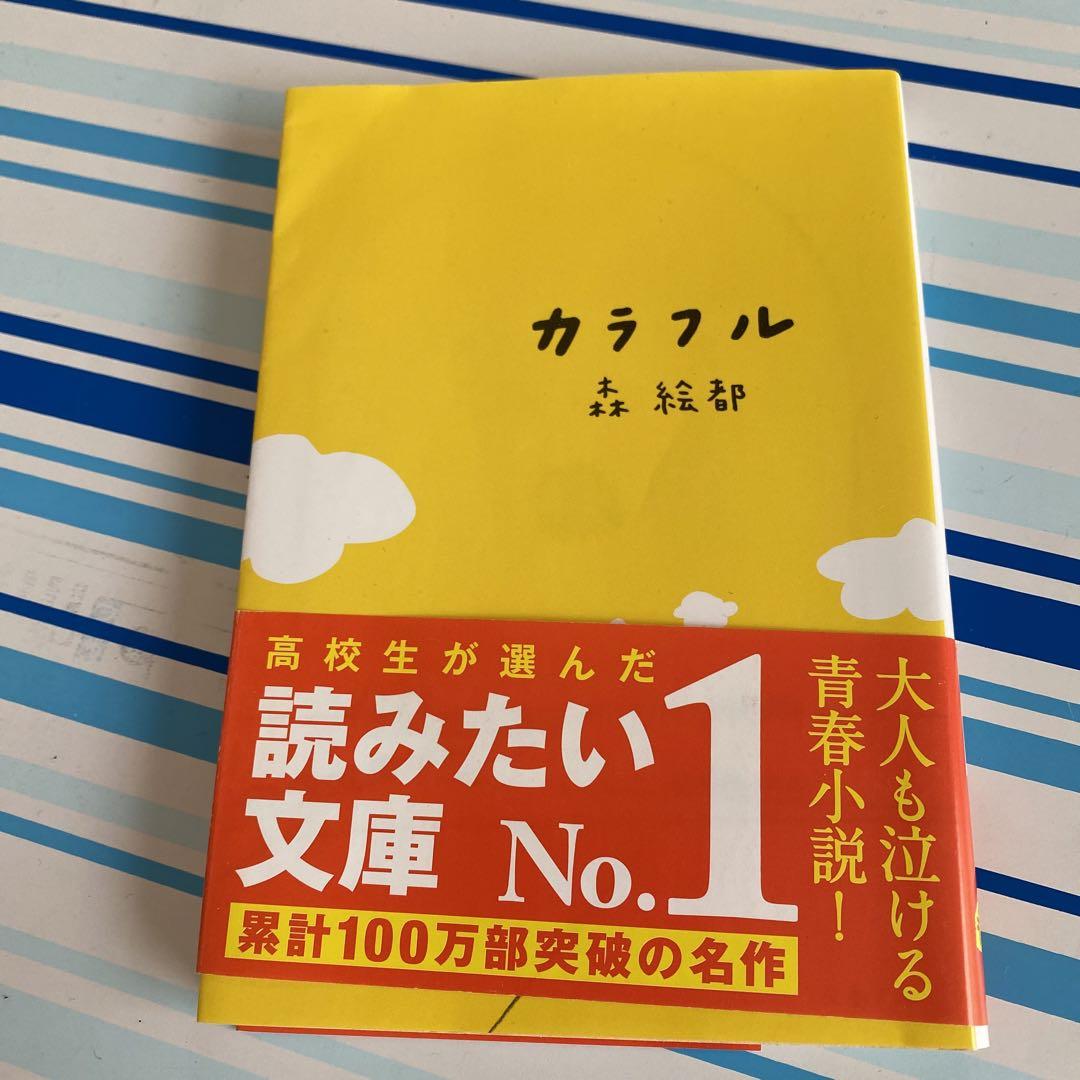 カラフル
森 絵都
高校生が選んだ
読みたい
文庫 No.1
大人も泣ける
青春小説!
累計100万部突破の名作